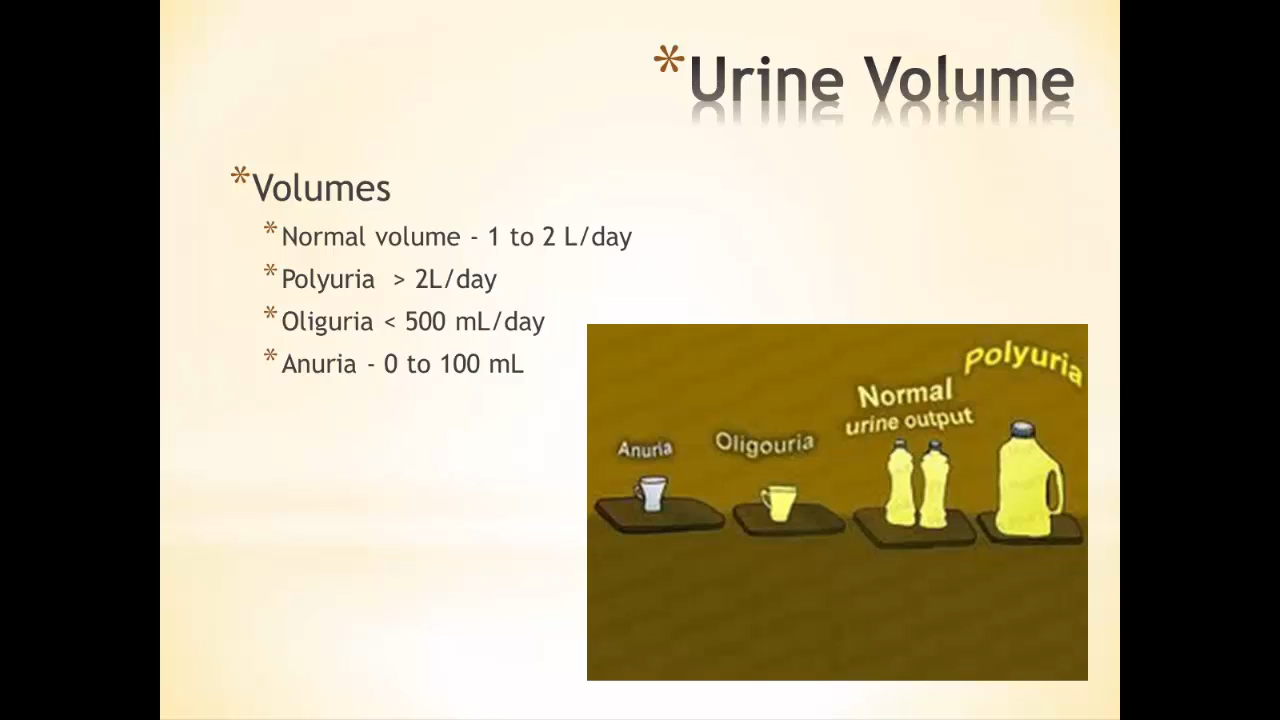 *Urine Volume
*Volumes
*Normal volume - 1 to 2 L/day
*Polyuria > 2L/day
*Oliguria < 500 mL/day
*Anuria - 0 to 100 mL
Polyuria
Normal
urine output
Oligouria
Anuria